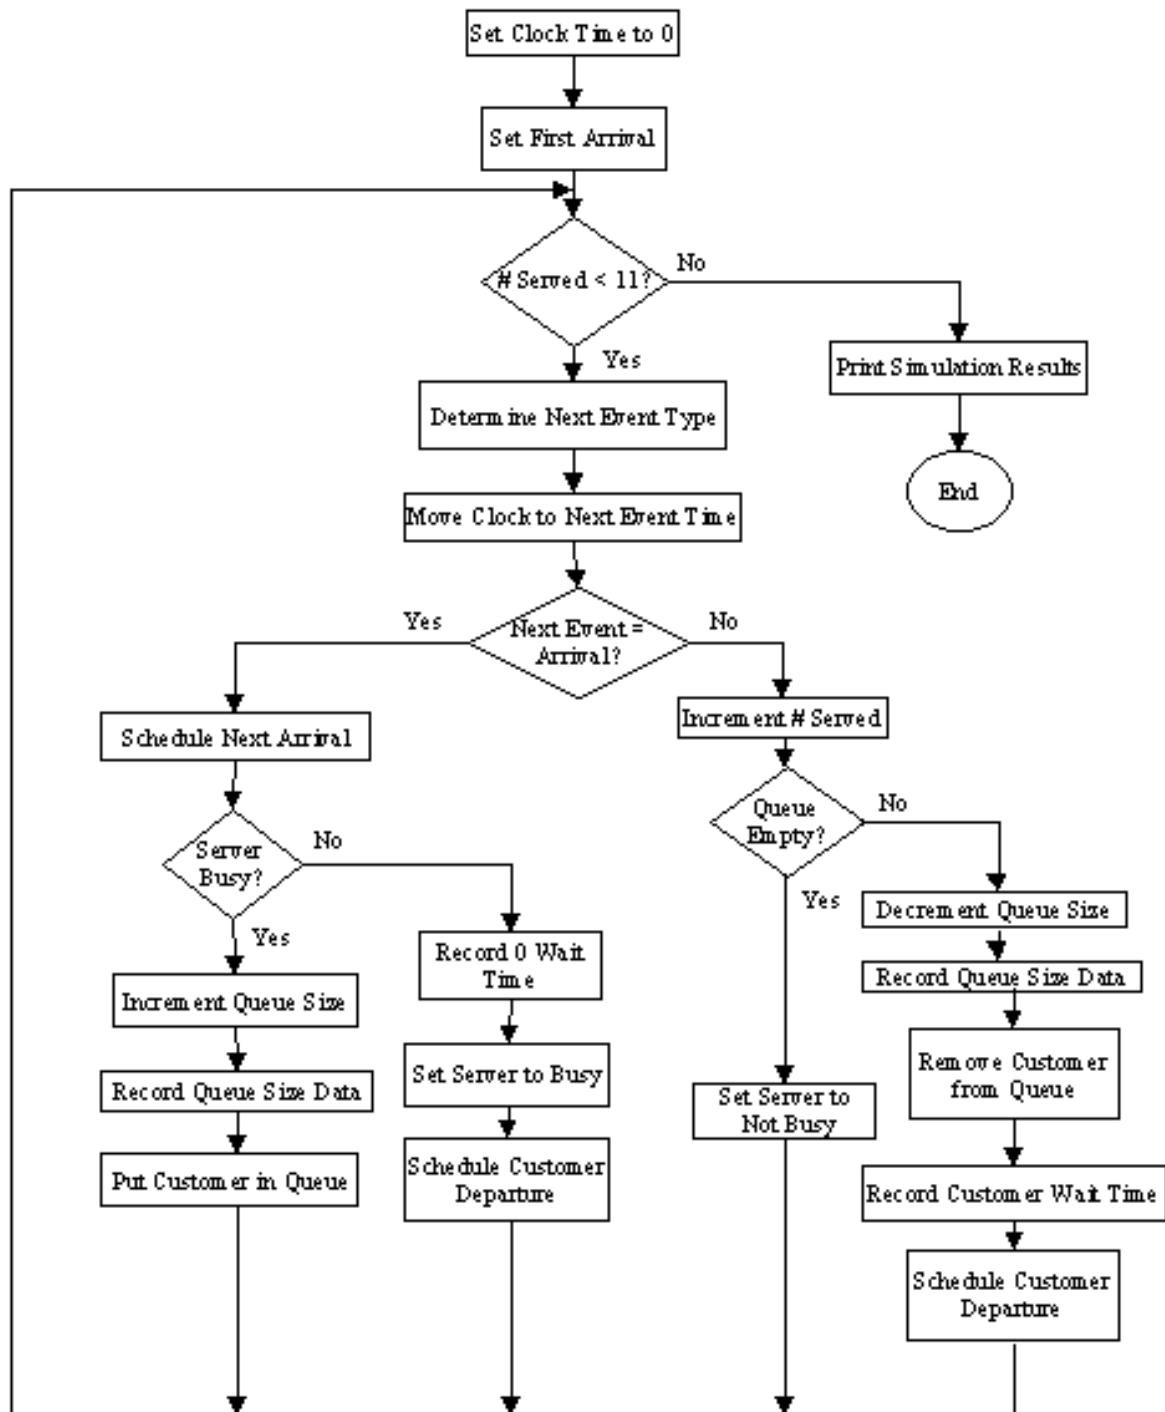 Set Clock Time to 0
Set First Arrival
# Served < 11?
No
Yes
Print Simulation Results
Determine Next Event Type
End
Move Clock to Next Event Time
Yes
Next Event =
Arrival?
No
Increment # Served
Schedule Next Arrival
Queue
Empty?
No
Server
Busy?
No
Yes
Decrement Queue Size
Yes
Record 0 Wait
Time
Record Queue Size Data
Increment Queue Size
Remove Customer
from Queue
Set Server to Busy
Record Queue Size Data
Set Server to
Not Busy
Put Customer in Queue
Schedule Customer
Departure
Record Customer Wait Time
Schedule Customer
Departure